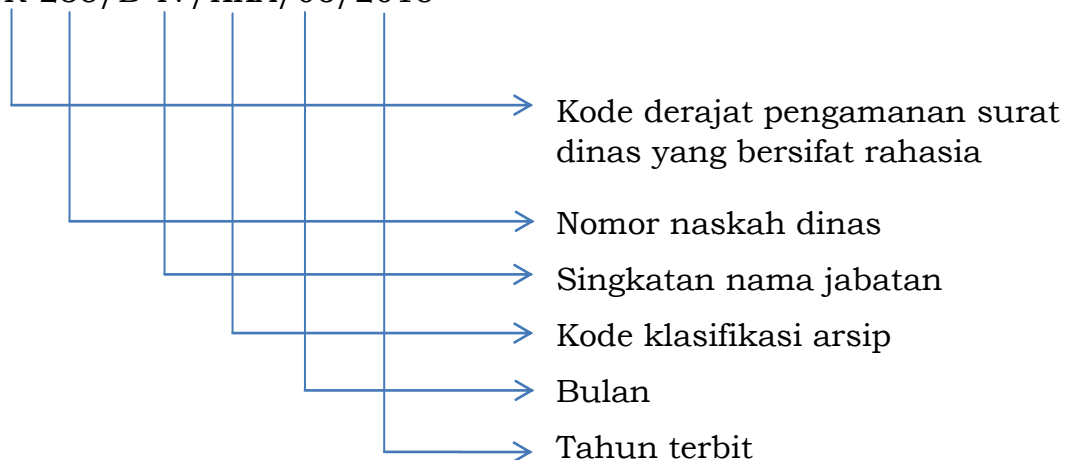 Kode derajat pengamanan surat
dinas yang bersifat rahasia
Nomor naskah dinas
Singkatan nama jabatan
Kode klasifikasi arsip
Bulan
Tahun terbit